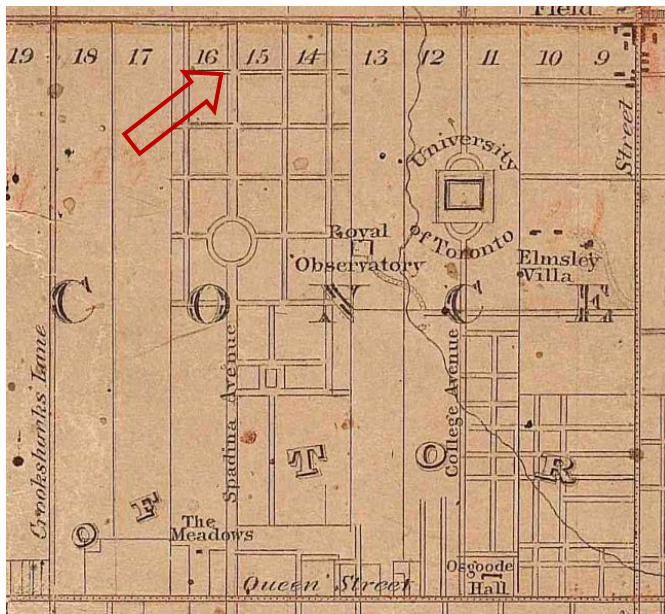 Field
19 18 17 16 15 14 13 12 11 10 9
Street
University
of Toronto
Royal
Observatory
Elmsley
Villa
C O N C E
Crookshunks Lane
Spadina Avenue
College Avenue
F T O R
O
The
Meadows
Osgoode
Hall
Queen Street